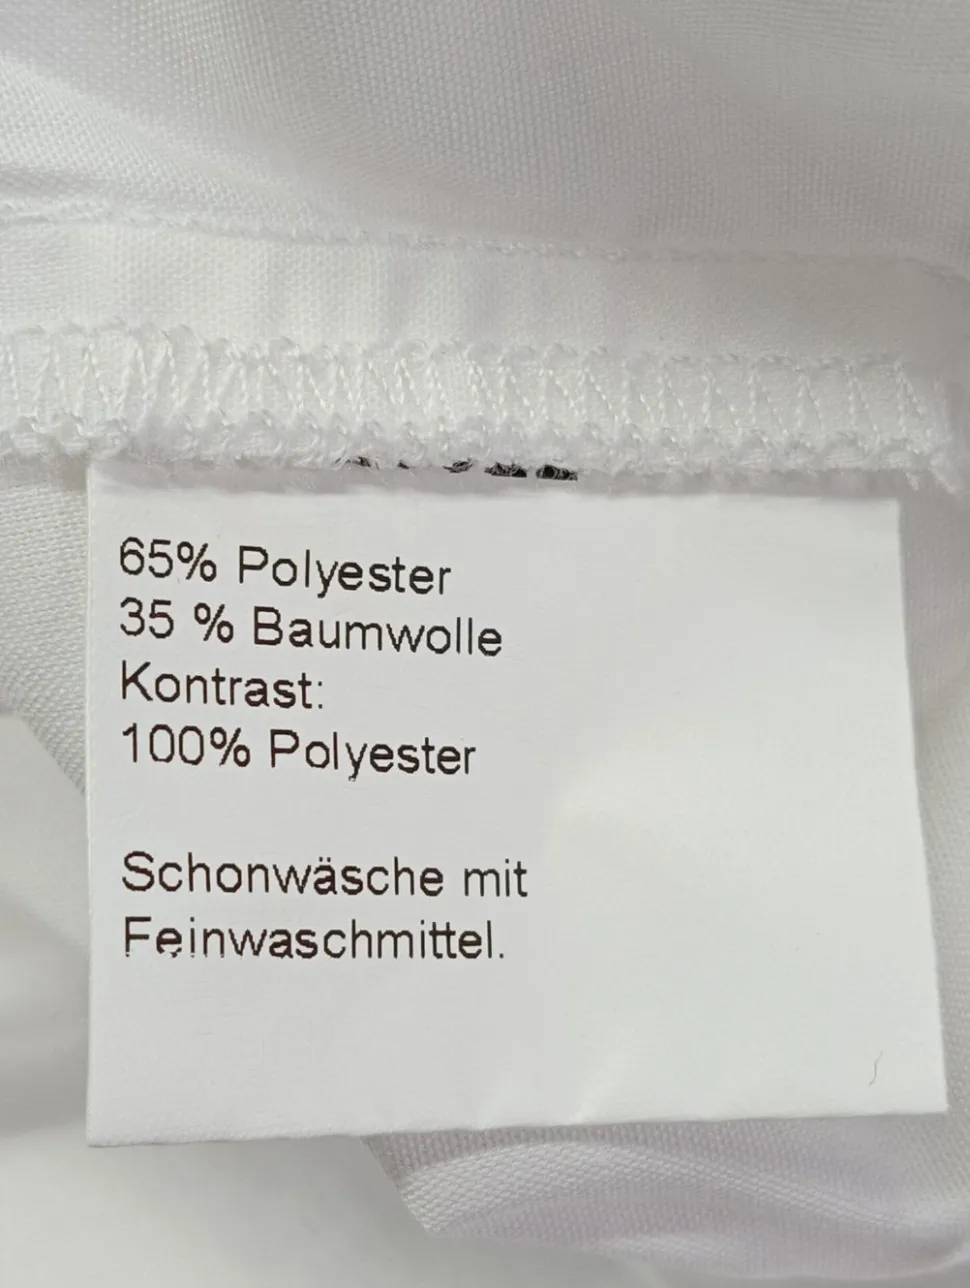 65% Polyester
35 % Baumwolle
Kontrast:
100% Polyester
Schonwäsche mit
Feinwaschmittel.